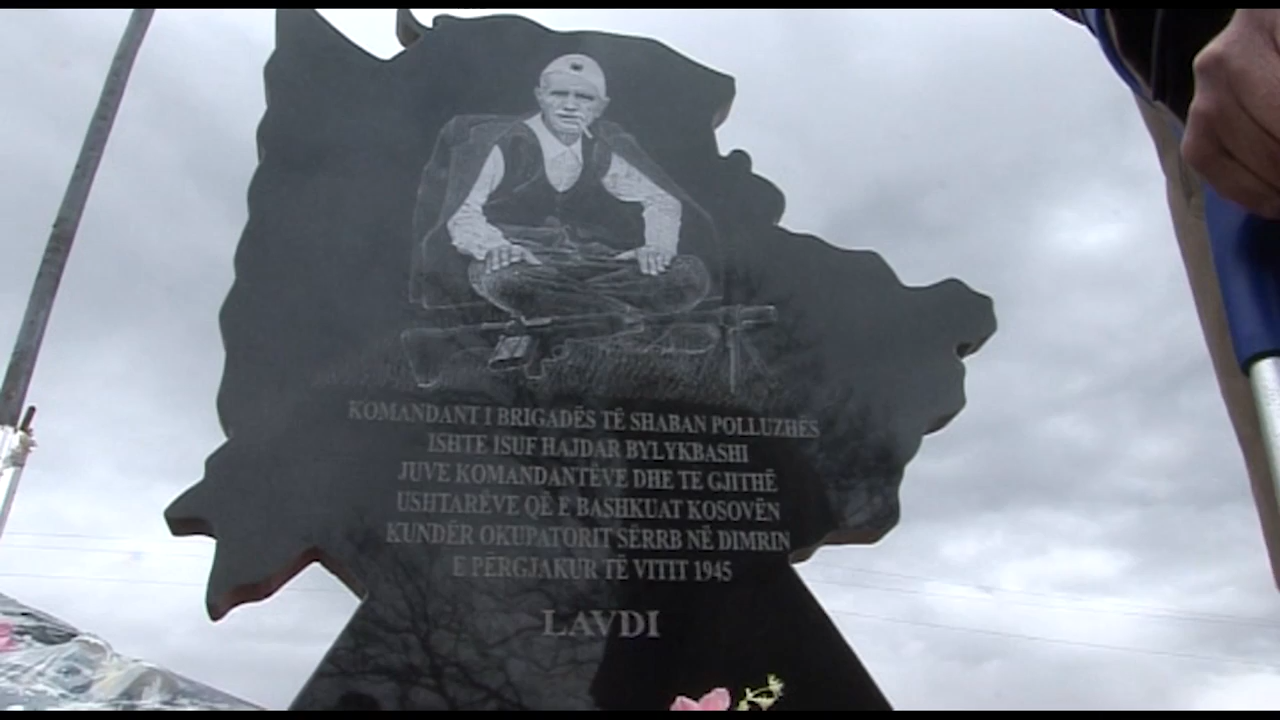 KOMANDANT I BRIGADËS TË SHABAN POLLUZHËS
ISHTE ISUF HAJDAR BYLYKBASHI
JUVE KOMANDANTËVE DHE TE GJITHË
USHTARËVE QË E BASHKUAT KOSOVËN
KUNDËR OKUPATORIT SËRRB NË DIMRIN
E PËRGJAKUR TË VITIT 1945
LAVDI